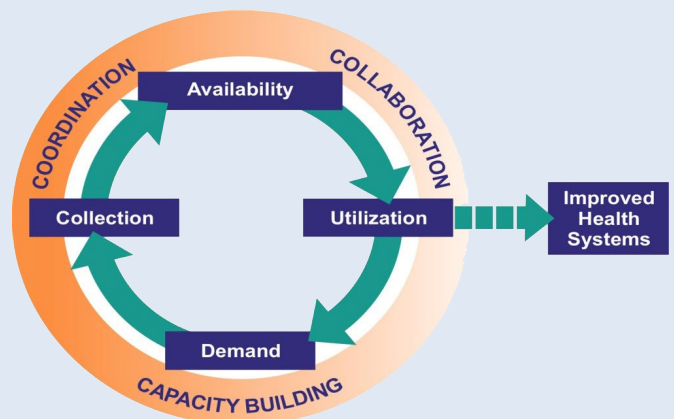 COORDINATION
COLLABORATION
Availability
Collection
Utilization
Improved
Health
Systems
Demand
CAPACITY BUILDING